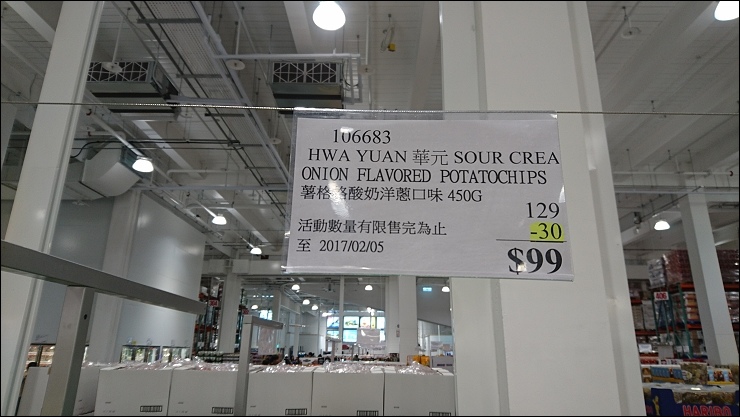 106683
HWA YUAN 華元 SOUR CREA
ONION FLAVORED POTATOCHIPS
薯格格酸奶洋蔥口味 450G
129
活動數量有限售完為止
-30
至 2017/02/05
$99
HARIBO